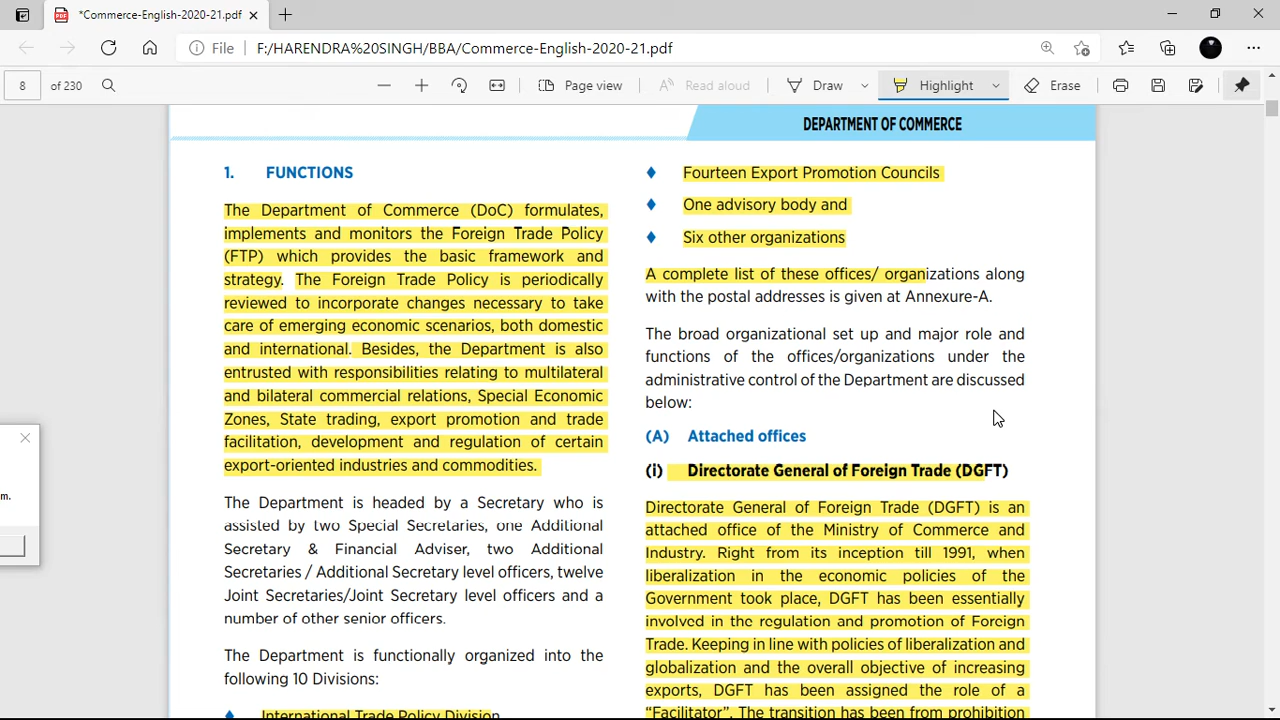 *Commerce-English-2020-21.pdf
File
F:/HARENDRA%20SINGH/BBA/Commerce-English-2020-21.pdf
8 of 230
Page view
Read aloud
Draw
Highlight
Erase
DEPARTMENT OF COMMERCE
1. FUNCTIONS
The Department of Commerce (DoC) formulates,
implements and monitors the Foreign Trade Policy
(FTP) which provides the basic framework and
strategy. The Foreign Trade Policy is periodically
reviewed to incorporate changes necessary to take
care of emerging economic scenarios, both domestic
and international. Besides, the Department is also
entrusted with responsibilities relating to multilateral
and bilateral commercial relations, Special Economic
Zones, State trading, export promotion and trade
facilitation, development and regulation of certain
export-oriented industries and commodities.
The Department is headed by a Secretary who is
assisted by two Special Secretaries, one Additional
Secretary & Financial Adviser, two Additional
Secretaries / Additional Secretary level officers, twelve
Joint Secretaries/Joint Secretary level officers and a
number of other senior officers.
The Department is functionally organized into the
following 10 Divisions:
♦ International Trade Policy Division
♦ Fourteen Export Promotion Councils
♦ One advisory body and
♦ Six other organizations
A complete list of these offices/ organizations along
with the postal addresses is given at Annexure-A.
The broad organizational set up and major role and
functions of the offices/organizations under the
administrative control of the Department are discussed
below:
(A) Attached offices
(i) Directorate General of Foreign Trade (DGFT)
Directorate General of Foreign Trade (DGFT) is an
attached office of the Ministry of Commerce and
Industry. Right from its inception till 1991, when
liberalization in the economic policies of the
Government took place, DGFT has been essentially
involved in the regulation and promotion of Foreign
Trade. Keeping in line with policies of liberalization and
globalization and the overall objective of increasing
exports, DGFT has been assigned the role of a
“Facilitator”. The transition has been from prohibition
m.